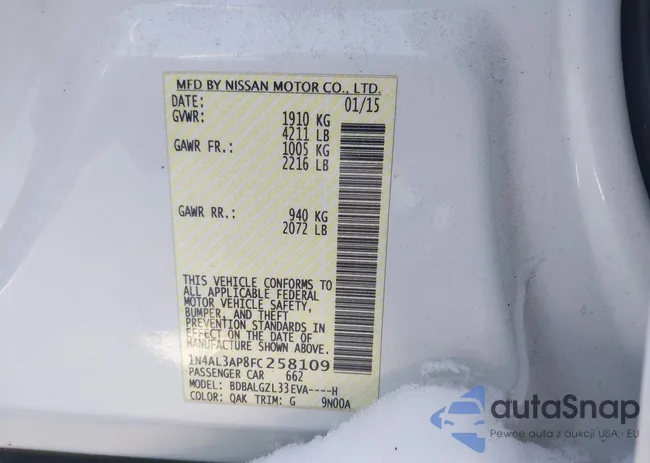 MFD BY NISSAN MOTOR CO., LTD.
DATE: 01/15
GVWR: 1910 KG
4211 LB
GAWR FR.: 1005 KG
2216 LB
GAWR RR.: 940 KG
2072 LB
THIS VEHICLE CONFORMS TO
ALL APPLICABLE FEDERAL
MOTOR VEHICLE SAFETY,
BUMPER, AND THEFT
PREVENTION STANDARDS IN
EFFECT ON THE DATE OF
MANUFACTURE SHOWN ABOVE.
1N4AL3AP8FC258109
PASSENGER CAR 662
MODEL: BDBALGZL33EVA----H
COLOR: QAK TRIM: G 9N00A
autaSnap
Pewne auta z aukcji USA · EU